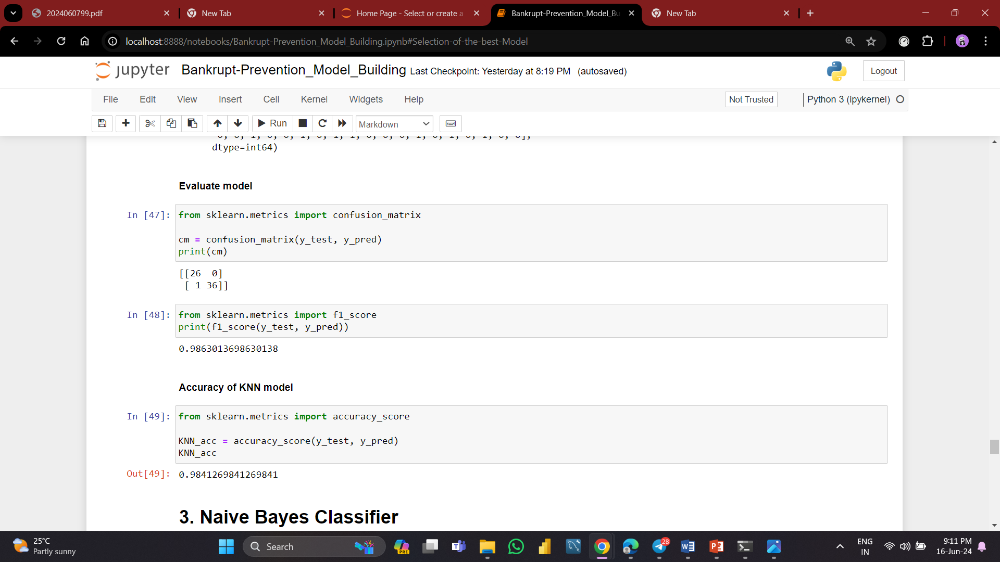 2024060799.pdf
New Tab
Home Page - Select or create a
Bankrupt-Prevention_Model_Bu
New Tab
localhost:8888/notebooks/Bankrupt-Prevention_Model_Building.ipynb#Selection-of-the-best-Model
jupyter Bankrupt-Prevention_Model_Building Last Checkpoint: Yesterday at 8:19 PM (autosaved)
Logout
File Edit View Insert Cell Kernel Widgets Help
Not Trusted
Python 3 (ipykernel)
Run
Markdown
dtype=int64)
Evaluate model
In [47]: from sklearn.metrics import confusion_matrix
cm = confusion_matrix(y_test, y_pred)
print(cm)
[[26 0]
[ 1 36]]
In [48]: from sklearn.metrics import f1_score
print(f1_score(y_test, y_pred))
0.9863013698630138
Accuracy of KNN model
In [49]: from sklearn.metrics import accuracy_score
KNN_acc = accuracy_score(y_test, y_pred)
KNN_acc
Out[49]: 0.9841269841269841
3. Naive Bayes Classifier
25°C
Partly sunny
Search
PRE
28
ENG
IN
9:11 PM
16-Jun-24